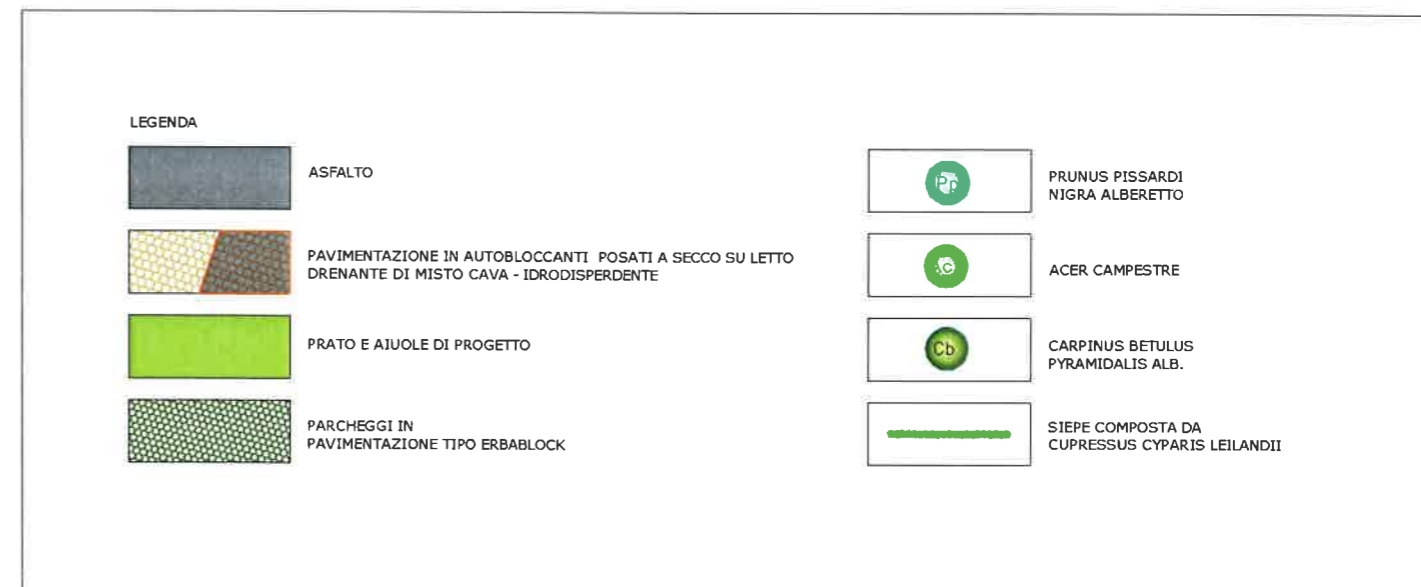 LEGENDA
ASFALTO
PAVIMENTAZIONE IN AUTOBLOCCANTI POSATI A SECCO SU LETTO
DRENANTE DI MISTO CAVA - IDRODISPERDENTE
PRATO E AIUOLE DI PROGETTO
PARCHEGGI IN
PAVIMENTAZIONE TIPO ERBABLOCK
Pp
PRUNUS PISSARDI
NIGRA ALBERETTO
C
ACER CAMPESTRE
Cb
CARPINUS BETULUS
PYRAMIDALIS ALB.
SIEPE COMPOSTA DA
CUPRESSUS CYPARIS LEILANDII